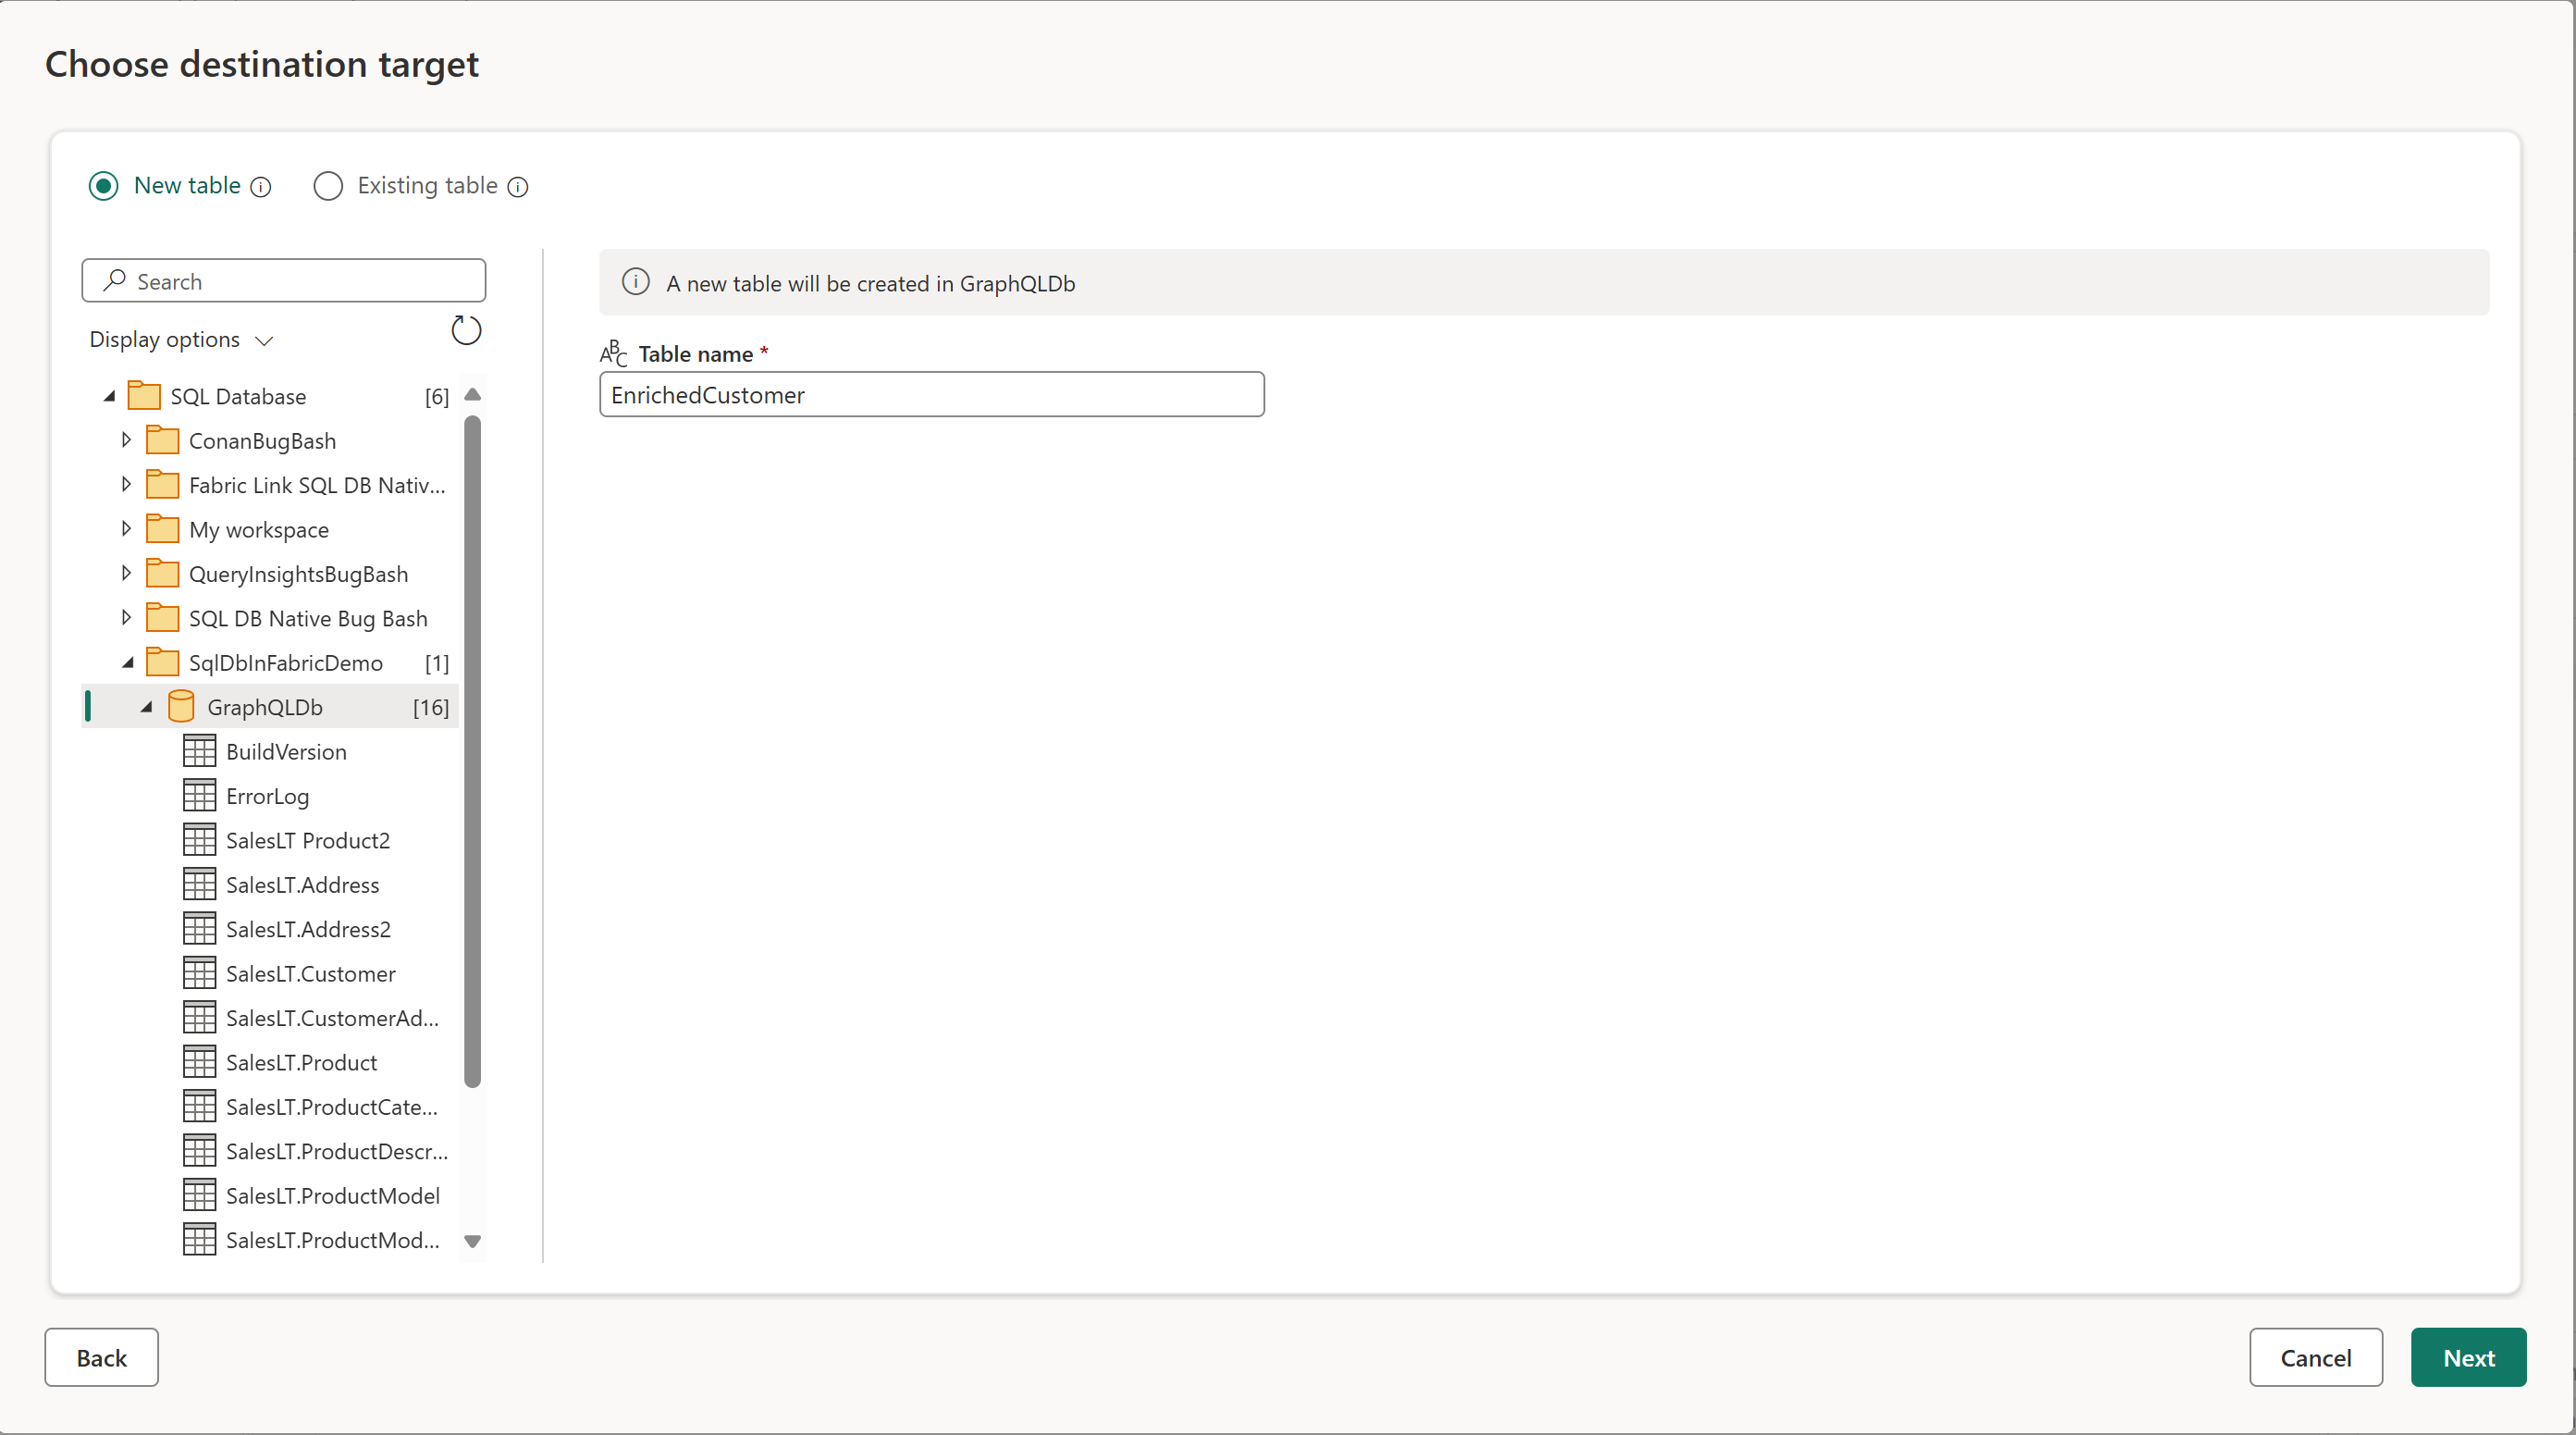 Choose destination target
New table
Existing table
Search
Display options
SQL Database [6]
ConanBugBash
Fabric Link SQL DB Nativ...
My workspace
QueryInsightsBugBash
SQL DB Native Bug Bash
SqlDbInFabricDemo [1]
GraphQLDb [16]
BuildVersion
ErrorLog
SalesLT Product2
SalesLT.Address
SalesLT.Address2
SalesLT.Customer
SalesLT.CustomerAd...
SalesLT.Product
SalesLT.ProductCate...
SalesLT.ProductDescr...
SalesLT.ProductModel
SalesLT.ProductMod...
A new table will be created in GraphQLDb
ABC Table name *
EnrichedCustomer
Back
Cancel
Next